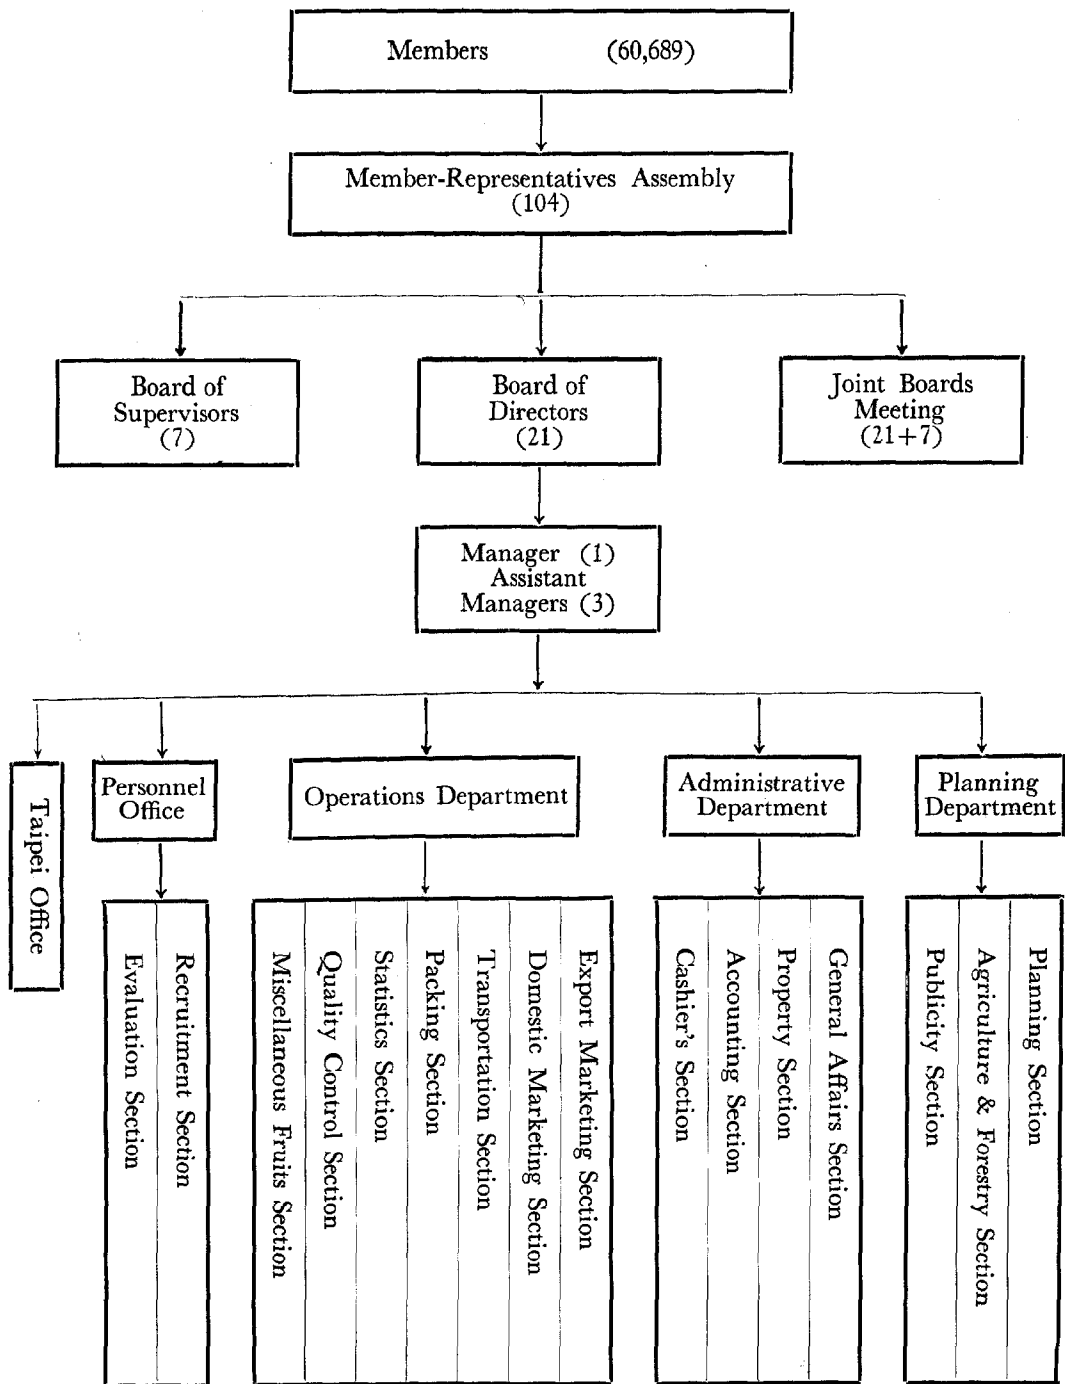 Members (60,689)
Member-Representatives Assembly
(104)
Board of
Supervisors
(7)
Board of
Directors
(21)
Joint Boards
Meeting
(21+7)
Manager (1)
Assistant
Managers (3)
Taipei Office
Personnel
Office
Operations Department
Administrative
Department
Planning
Department
Evaluation Section
Recruitment Section
Miscellaneous Fruits Section
Quality Control Section
Statistics Section
Packing Section
Transportation Section
Domestic Marketing Section
Export Marketing Section
Cashier's Section
Accounting Section
Property Section
General Affairs Section
Publicity Section
Agriculture & Forestry Section
Planning Section